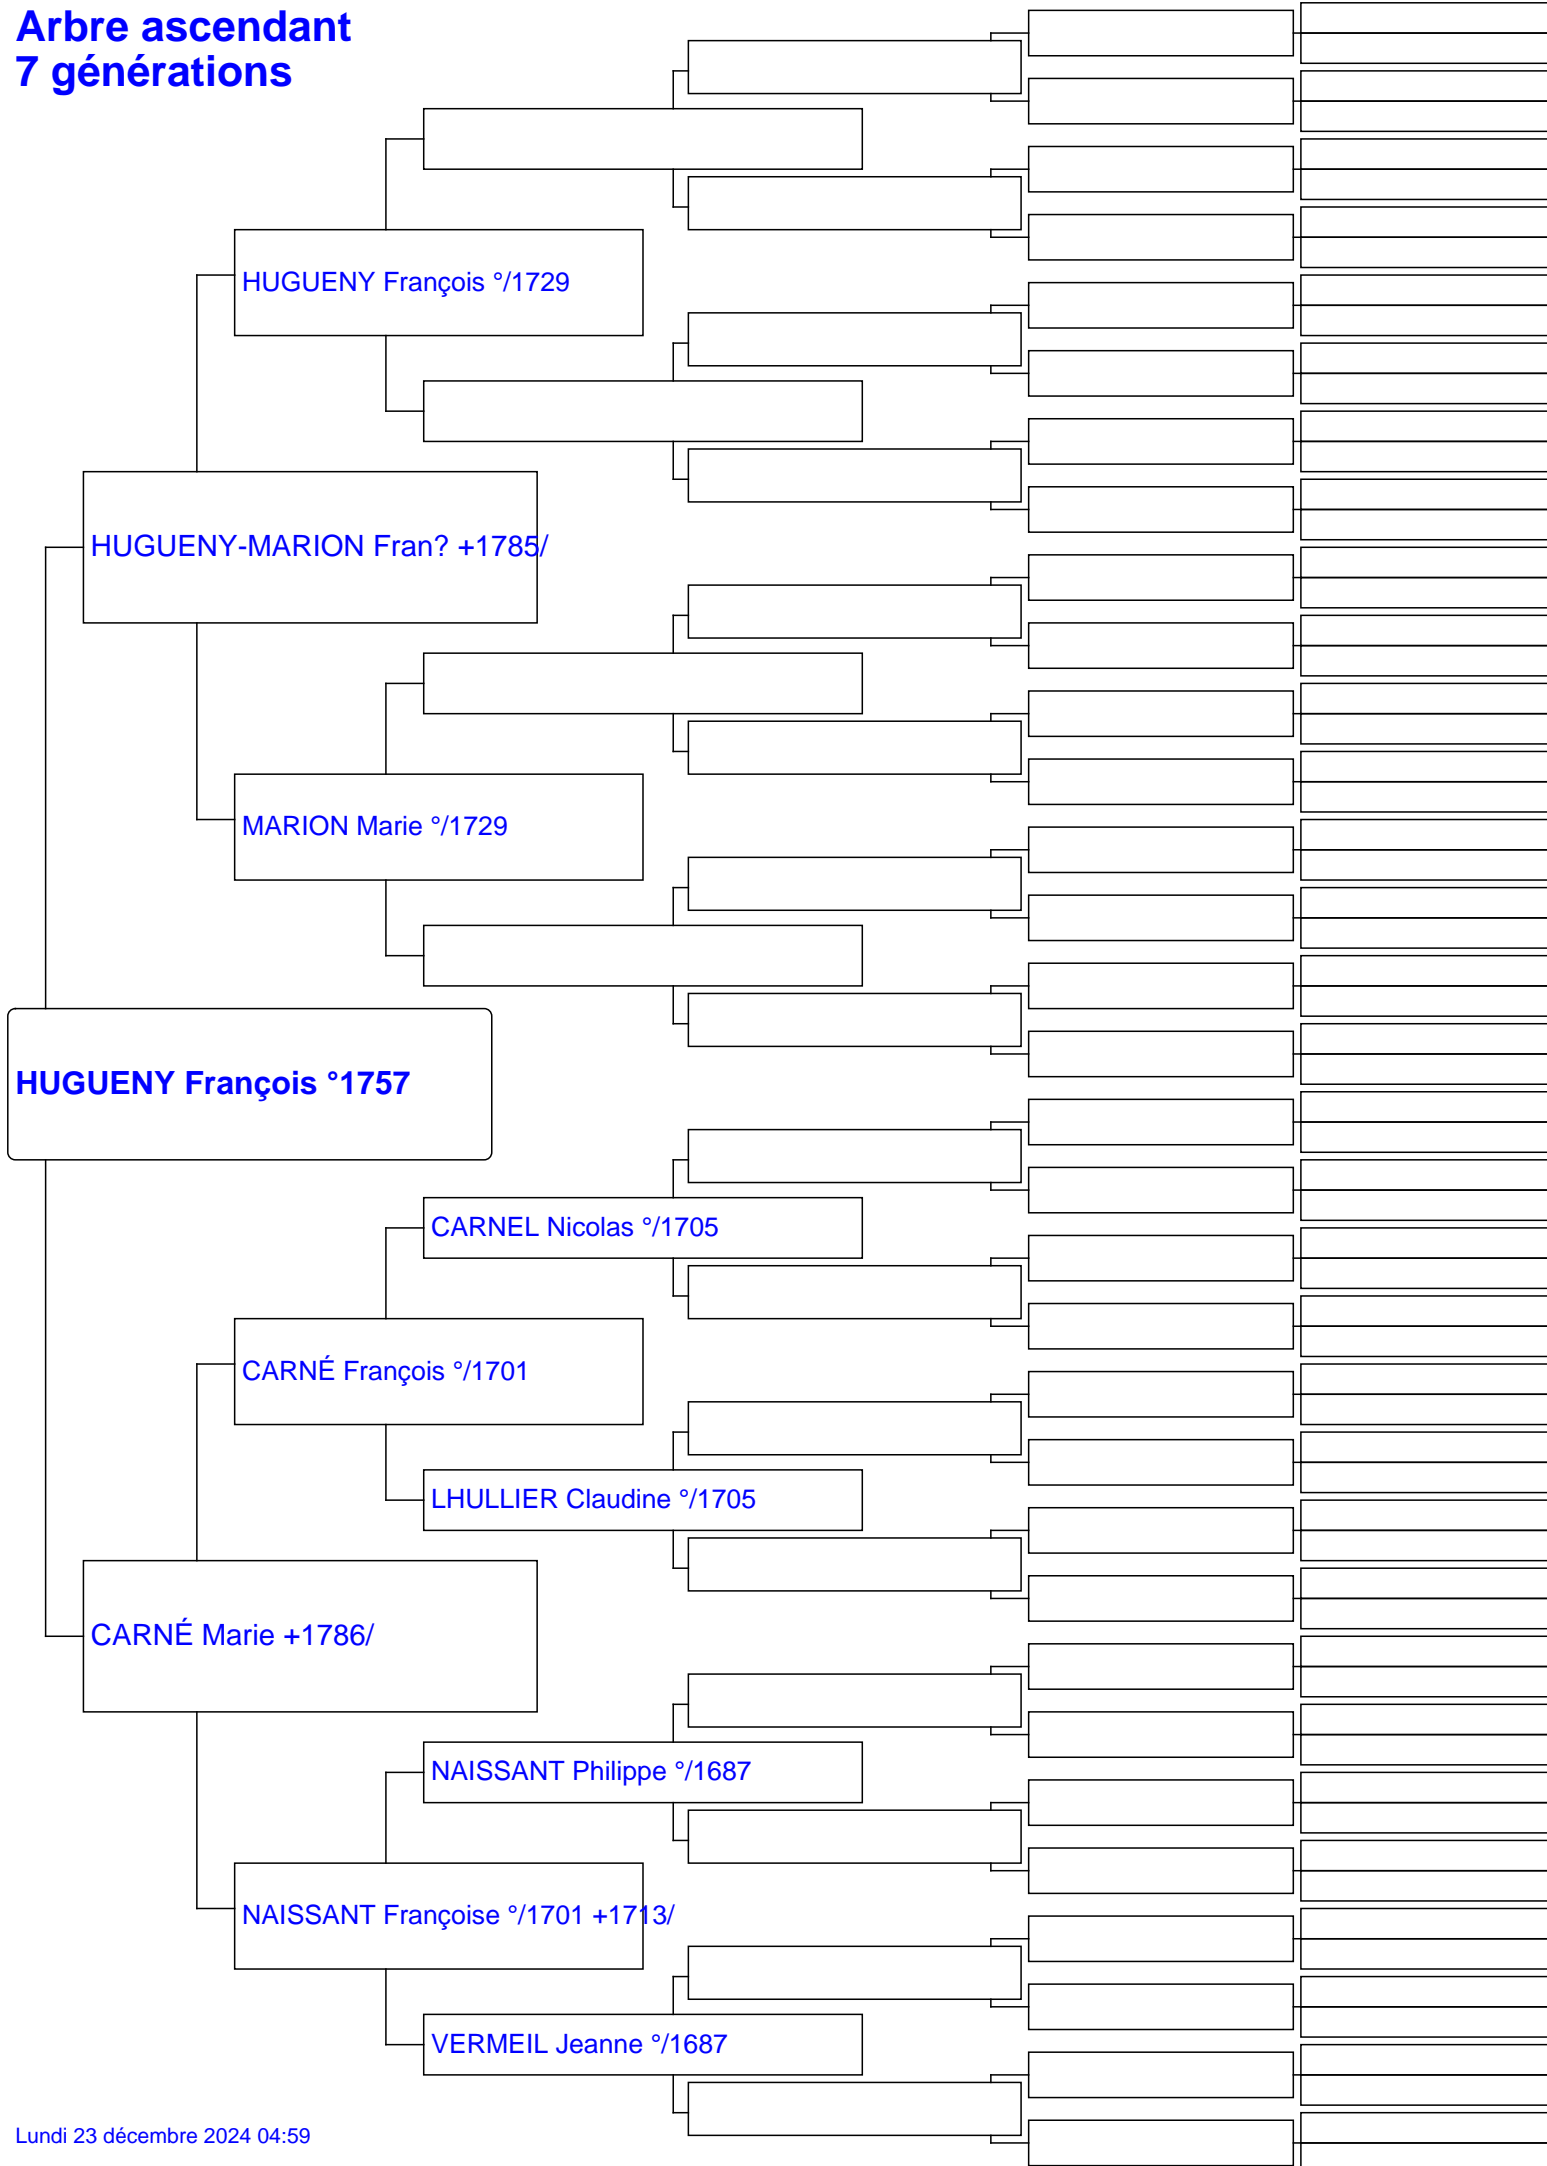 Arbre ascendant
7 générations
HUGUENY François °/1729
HUGUENY-MARION Fran? +1785/
MARION Marie °/1729
HUGUENY François °1757
CARNEL Nicolas °/1705
CARNÉ François °/1701
LHULLIER Claudine °/1705
CARNÉ Marie +1786/
NAISSANT Philippe °/1687
NAISSANT Françoise °/1701 +1713/
VERMEIL Jeanne °/1687
Lundi 23 décembre 2024 04:59